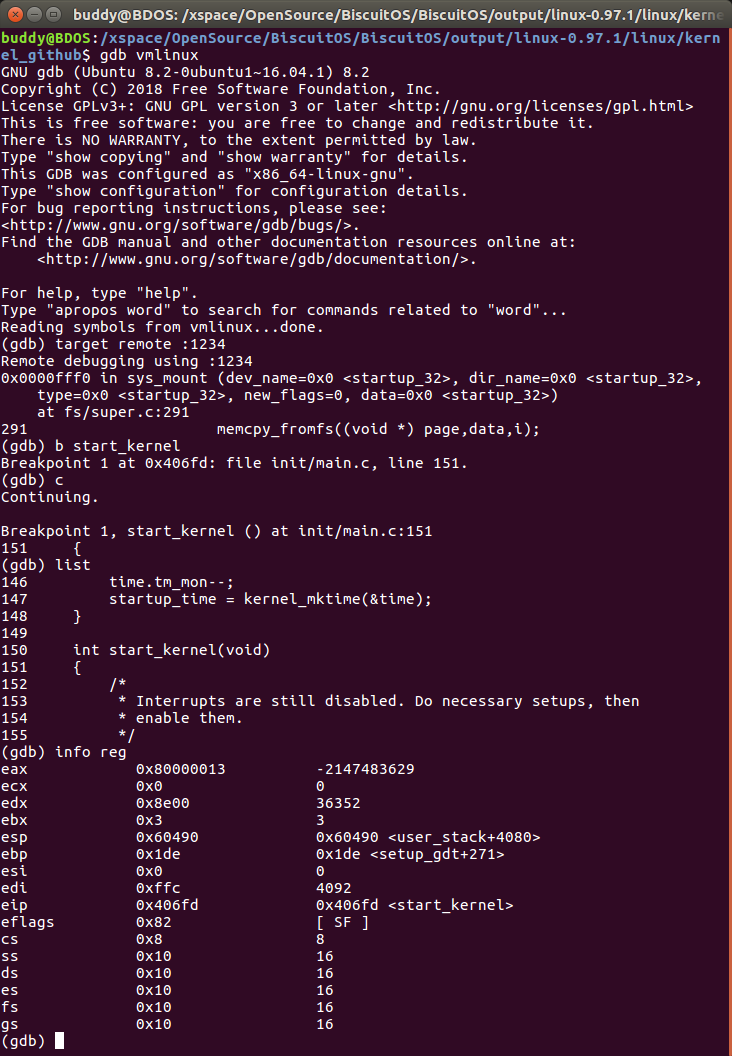 buddy@BDOS: /xspace/OpenSource/BiscuitOS/BiscuitOS/output/linux-0.97.1/linux/kerne
buddy@BDOS:/xspace/OpenSource/BiscuitOS/BiscuitOS/output/linux-0.97.1/linux/kern
el_github$ gdb vmlinux
GNU gdb (Ubuntu 8.2-0ubuntu1~16.04.1) 8.2
Copyright (C) 2018 Free Software Foundation, Inc.
License GPLv3+: GNU GPL version 3 or later <http://gnu.org/licenses/gpl.html>
This is free software: you are free to change and redistribute it.
There is NO WARRANTY, to the extent permitted by law.
Type "show copying" and "show warranty" for details.
This GDB was configured as "x86_64-linux-gnu".
Type "show configuration" for configuration details.
For bug reporting instructions, please see:
<http://www.gnu.org/software/gdb/bugs/>.
Find the GDB manual and other documentation resources online at:
    <http://www.gnu.org/software/gdb/documentation/>.

For help, type "help".
Type "apropos word" to search for commands related to "word"...
Reading symbols from vmlinux...done.
(gdb) target remote :1234
Remote debugging using :1234
0x0000fff0 in sys_mount (dev_name=0x0 <startup_32>, dir_name=0x0 <startup_32>,
    type=0x0 <startup_32>, new_flags=0, data=0x0 <startup_32>)
    at fs/super.c:291
291                     memcpy_fromfs((void *) page,data,i);
(gdb) b start_kernel
Breakpoint 1 at 0x406fd: file init/main.c, line 151.
(gdb) c
Continuing.

Breakpoint 1, start_kernel () at init/main.c:151
151     {
(gdb) list
146         time.tm_mon--;
147         startup_time = kernel_mktime(&time);
148     }
149
150     int start_kernel(void)
151     {
152         /*
153          * Interrupts are still disabled. Do necessary setups, then
154          * enable them.
155          */
(gdb) info reg
eax            0x80000013          -2147483629
ecx            0x0                 0
edx            0x8e00              36352
ebx            0x3                 3
esp            0x60490             0x60490 <user_stack+4080>
ebp            0x1de               0x1de <setup_gdt+271>
esi            0x0                 0
edi            0xffc               4092
eip            0x406fd             0x406fd <start_kernel>
eflags         0x82                [ SF ]
cs             0x8                 8
ss             0x10                16
ds             0x10                16
es             0x10                16
fs             0x10                16
gs             0x10                16
(gdb)